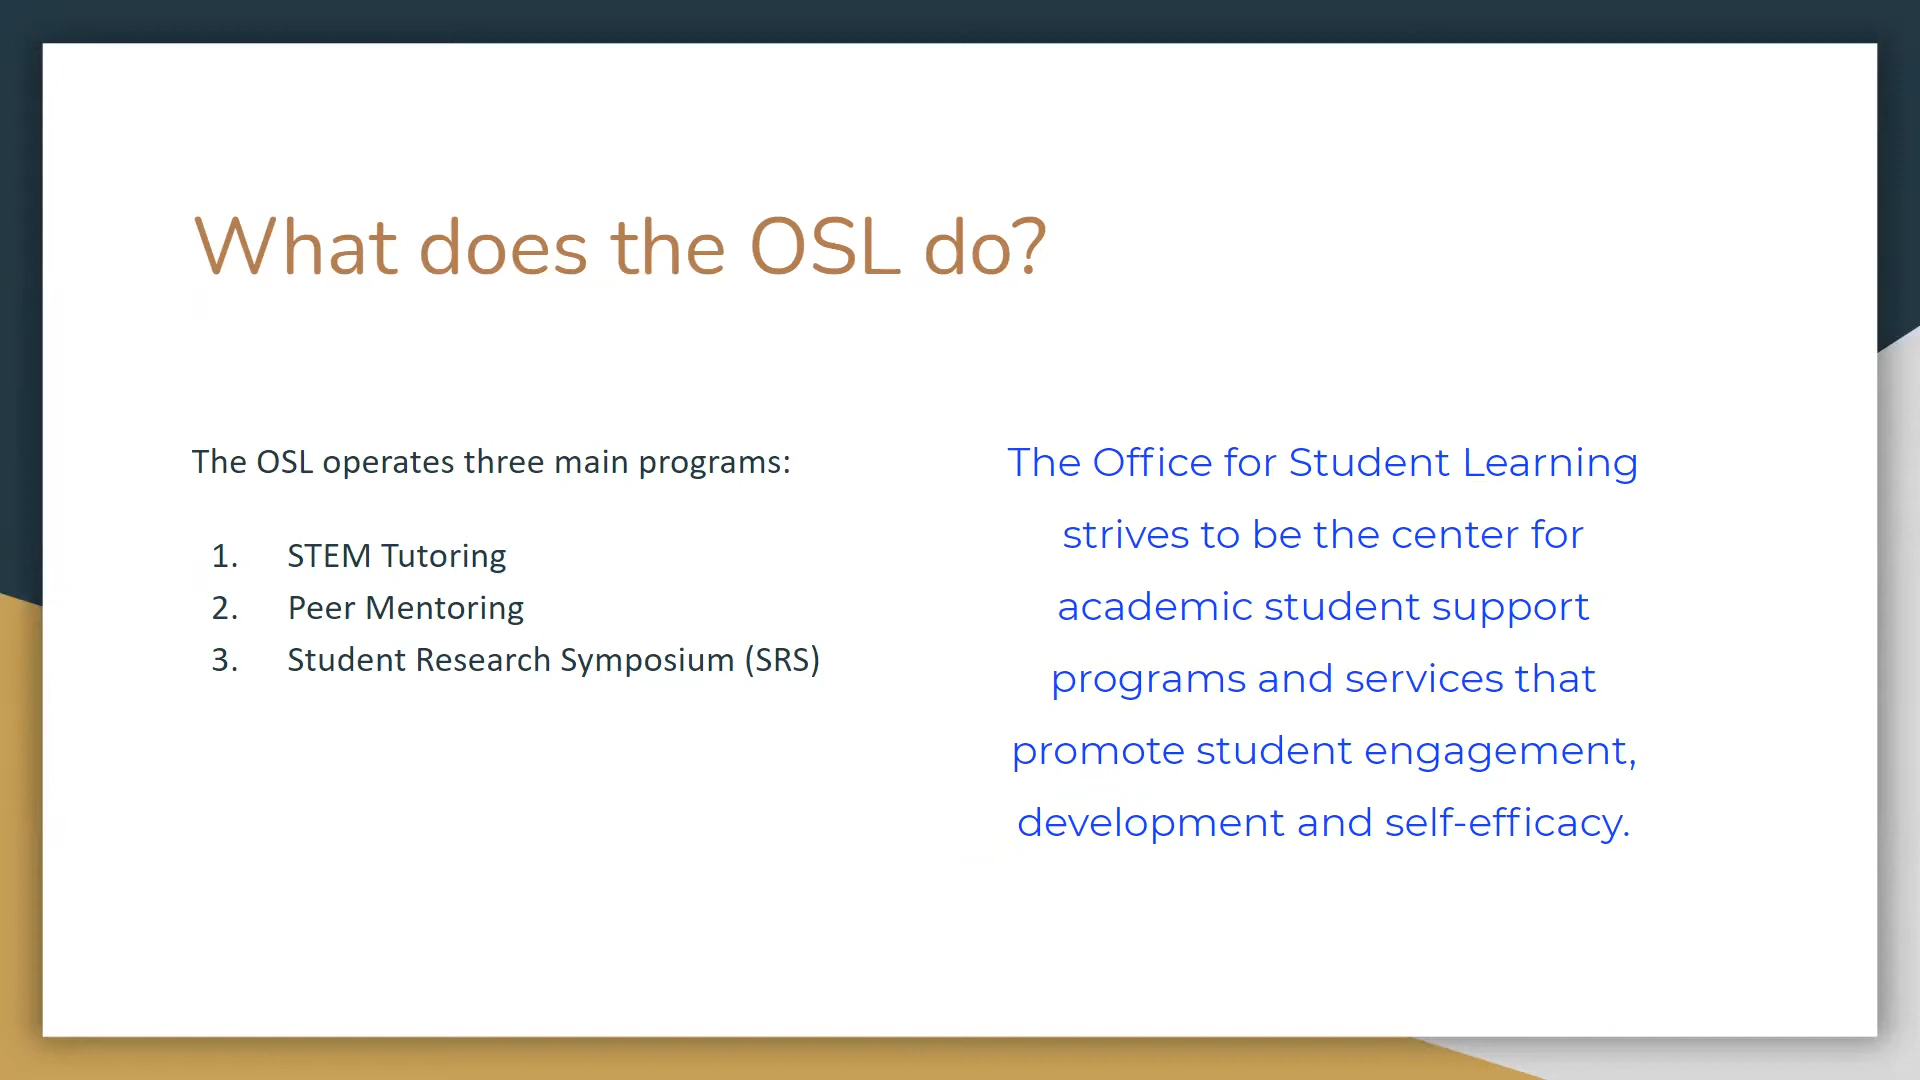 What does the OSL do?
The OSL operates three main programs:
1. STEM Tutoring
2. Peer Mentoring
3. Student Research Symposium (SRS)
The Office for Student Learning
strives to be the center for
academic student support
programs and services that
promote student engagement,
development and self-efficacy.